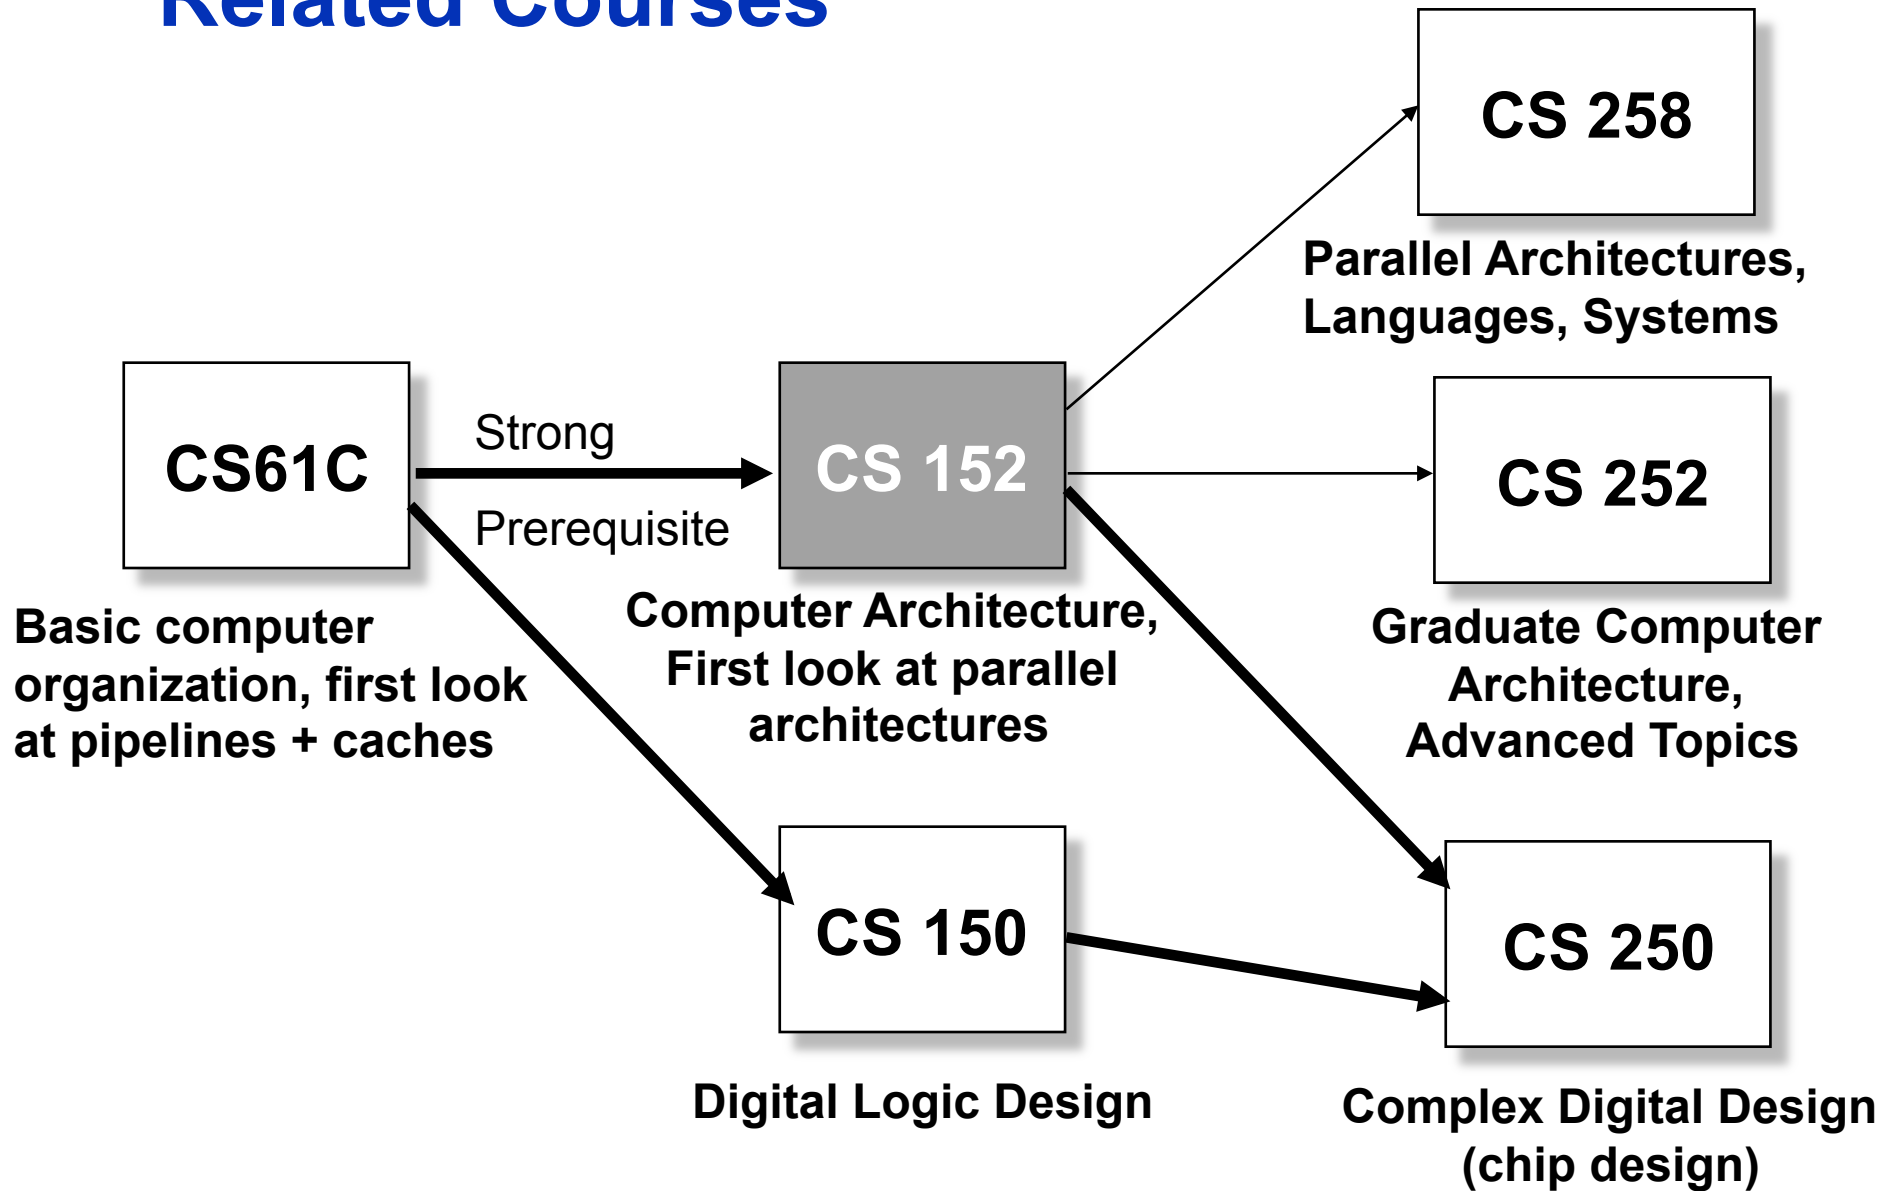 Related Courses
CS 258
Parallel Architectures,
Languages, Systems
CS61C
Strong
Prerequisite
CS 152
CS 252
Basic computer
organization, first look
at pipelines + caches
Computer Architecture,
First look at parallel
architectures
Graduate Computer
Architecture,
Advanced Topics
CS 150
CS 250
Digital Logic Design
Complex Digital Design
(chip design)